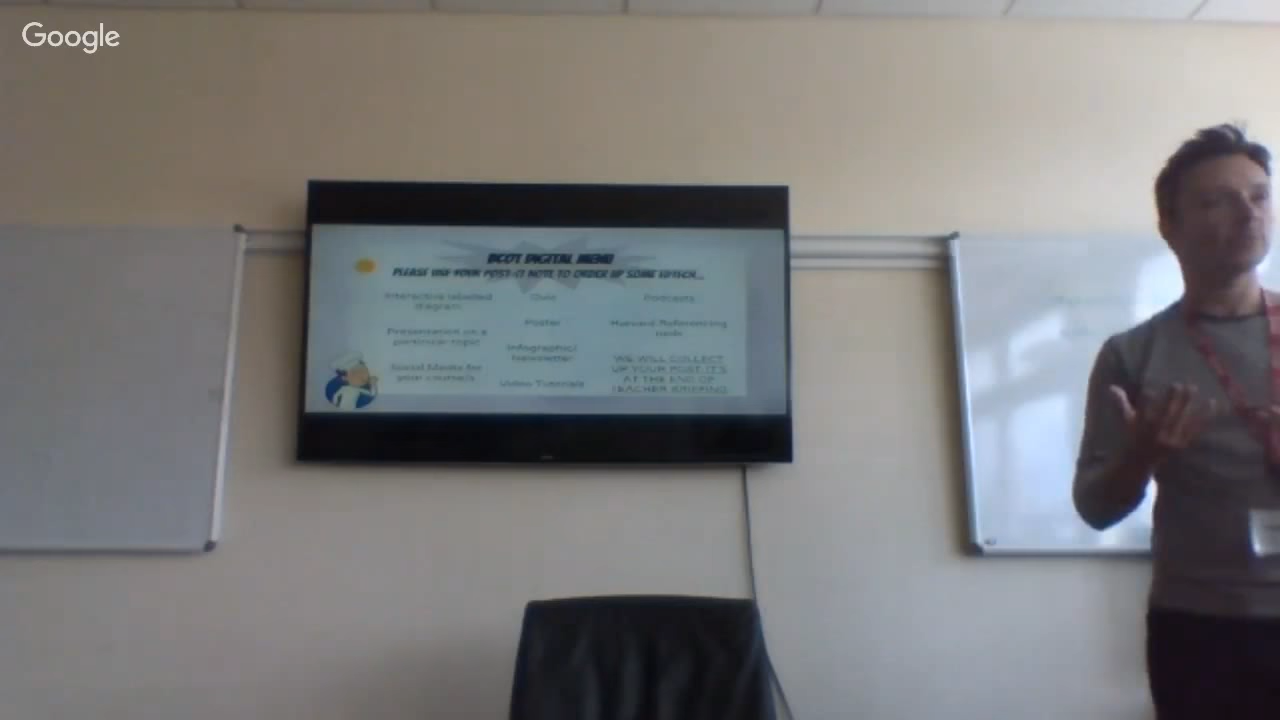 Google
BCOT DIGITAL MENU
PLEASE USE YOUR POST-IT NOTE TO ORDER UP SOME EDTECH...
Interactive labelled
diagram
Presentation on a
particular topic
Social Media for
your course/s
Quiz
Poster
Infographic/
Newsletter
Video Tutorials
Podcasts
Harvard Referencing
WE WILL COLLECT
UP YOUR POST IT'S
AT THE END OF
TEACHER BRIEFING